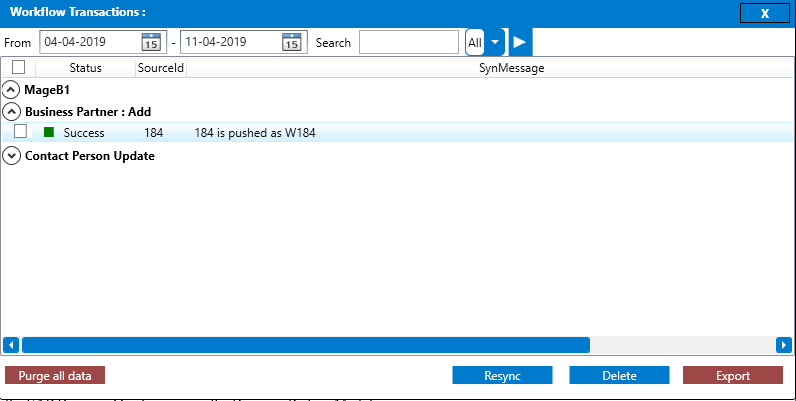 Workflow Transactions :
X
From 04-04-2019 15 - 11-04-2019 15 Search All
Status SourceId SynMessage
MageB1
Business Partner : Add
Success 184 184 is pushed as W184
Contact Person Update
Purge all data Resync Delete Export